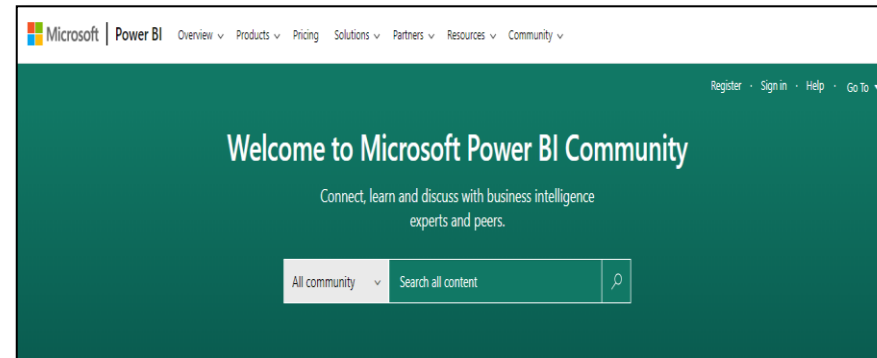 Microsoft | Power BI Overview Products Pricing Solutions Partners Resources Community
Register · Sign in · Help · Go To
Welcome to Microsoft Power BI Community
Connect, learn and discuss with business intelligence
experts and peers.
All community Search all content